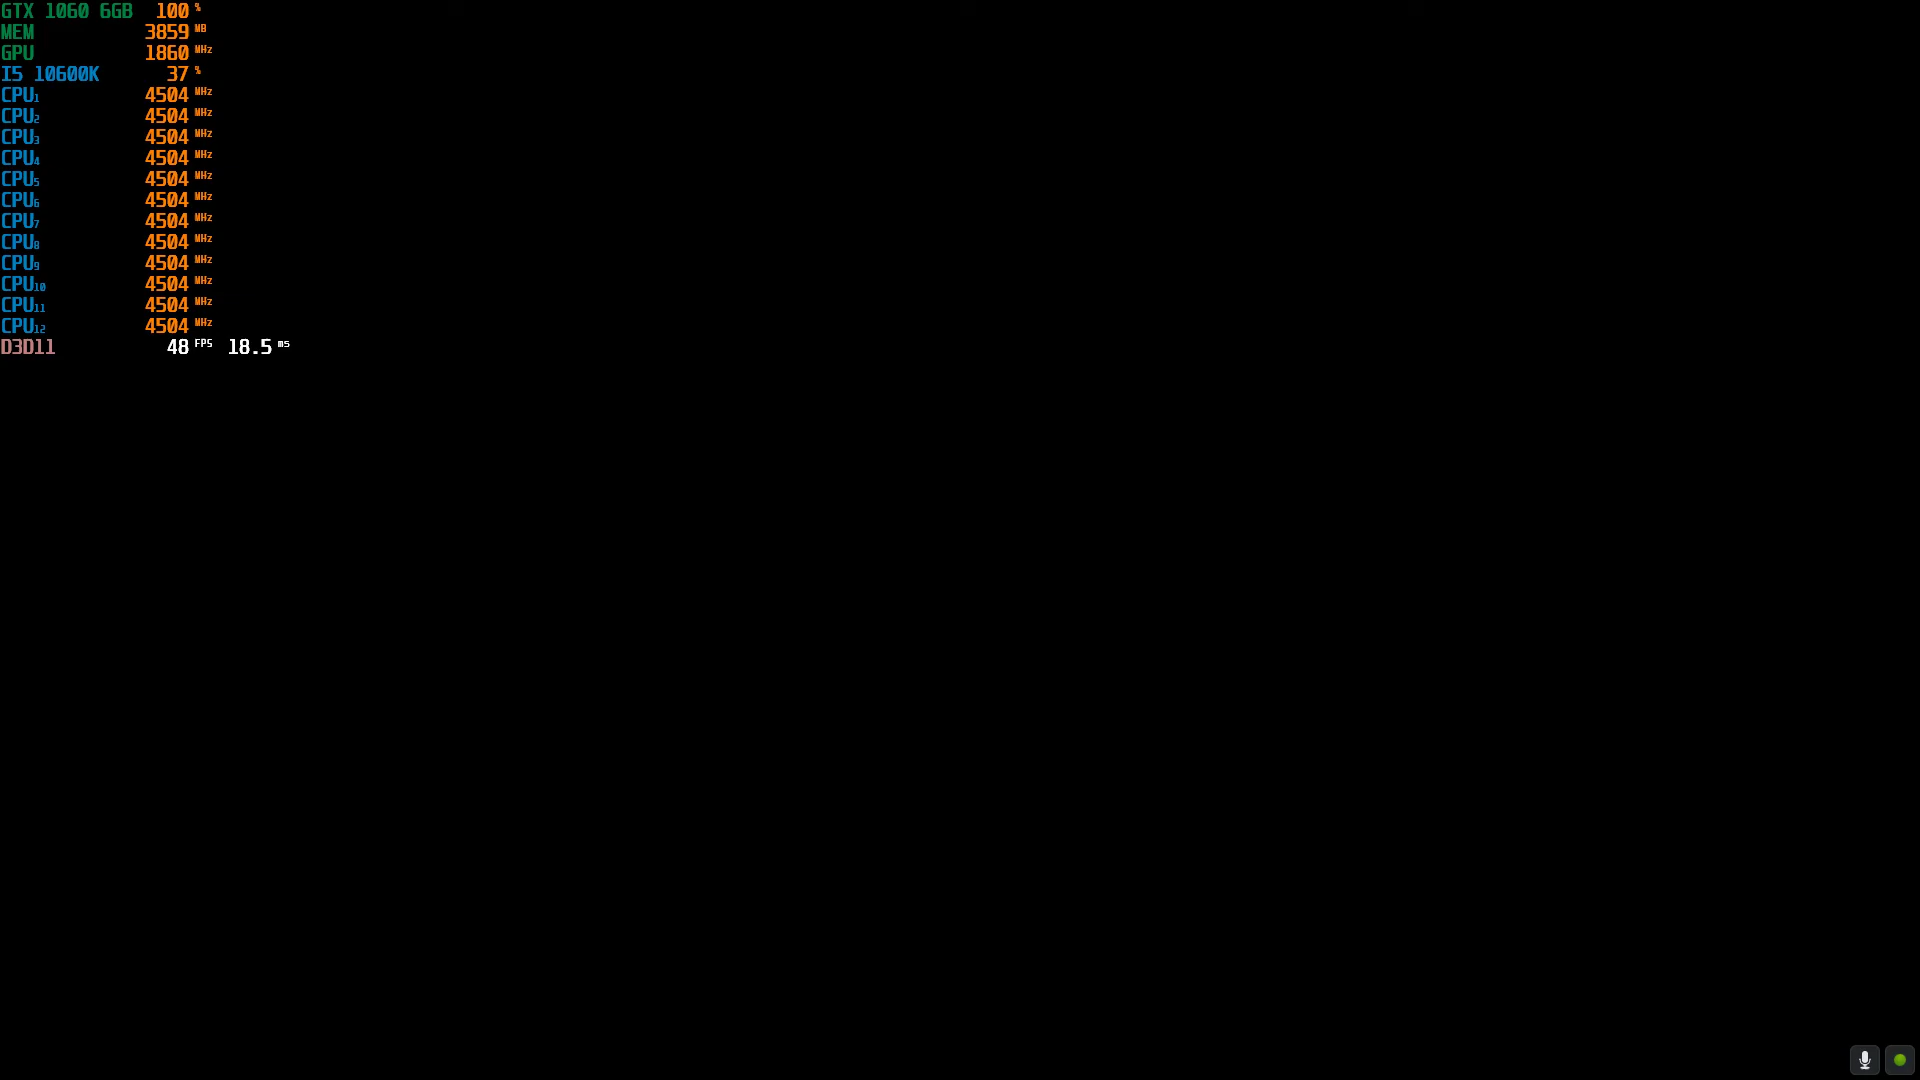 GTX 1060 6GB 100 %
MEM 3859 MB
GPU 1860 MHz
I5 10600K 37 %
CPU1 4504 MHz
CPU2 4504 MHz
CPU3 4504 MHz
CPU4 4504 MHz
CPU5 4504 MHz
CPU6 4504 MHz
CPU7 4504 MHz
CPU8 4504 MHz
CPU9 4504 MHz
CPU10 4504 MHz
CPU11 4504 MHz
CPU12 4504 MHz
D3D11 48 FPS 18.5 ms